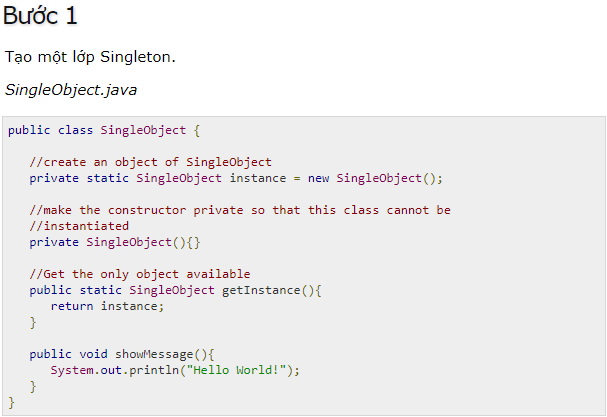 Bước 1
Tạo một lớp Singleton.
SingleObject.java
public class SingleObject {
//create an object of SingleObject
private static SingleObject instance = new SingleObject();
//make the constructor private so that this class cannot be
//instantiated
private SingleObject(){}
//Get the only object available
public static SingleObject getInstance(){
return instance;
}
public void showMessage(){
System.out.println("Hello World!");
}
}